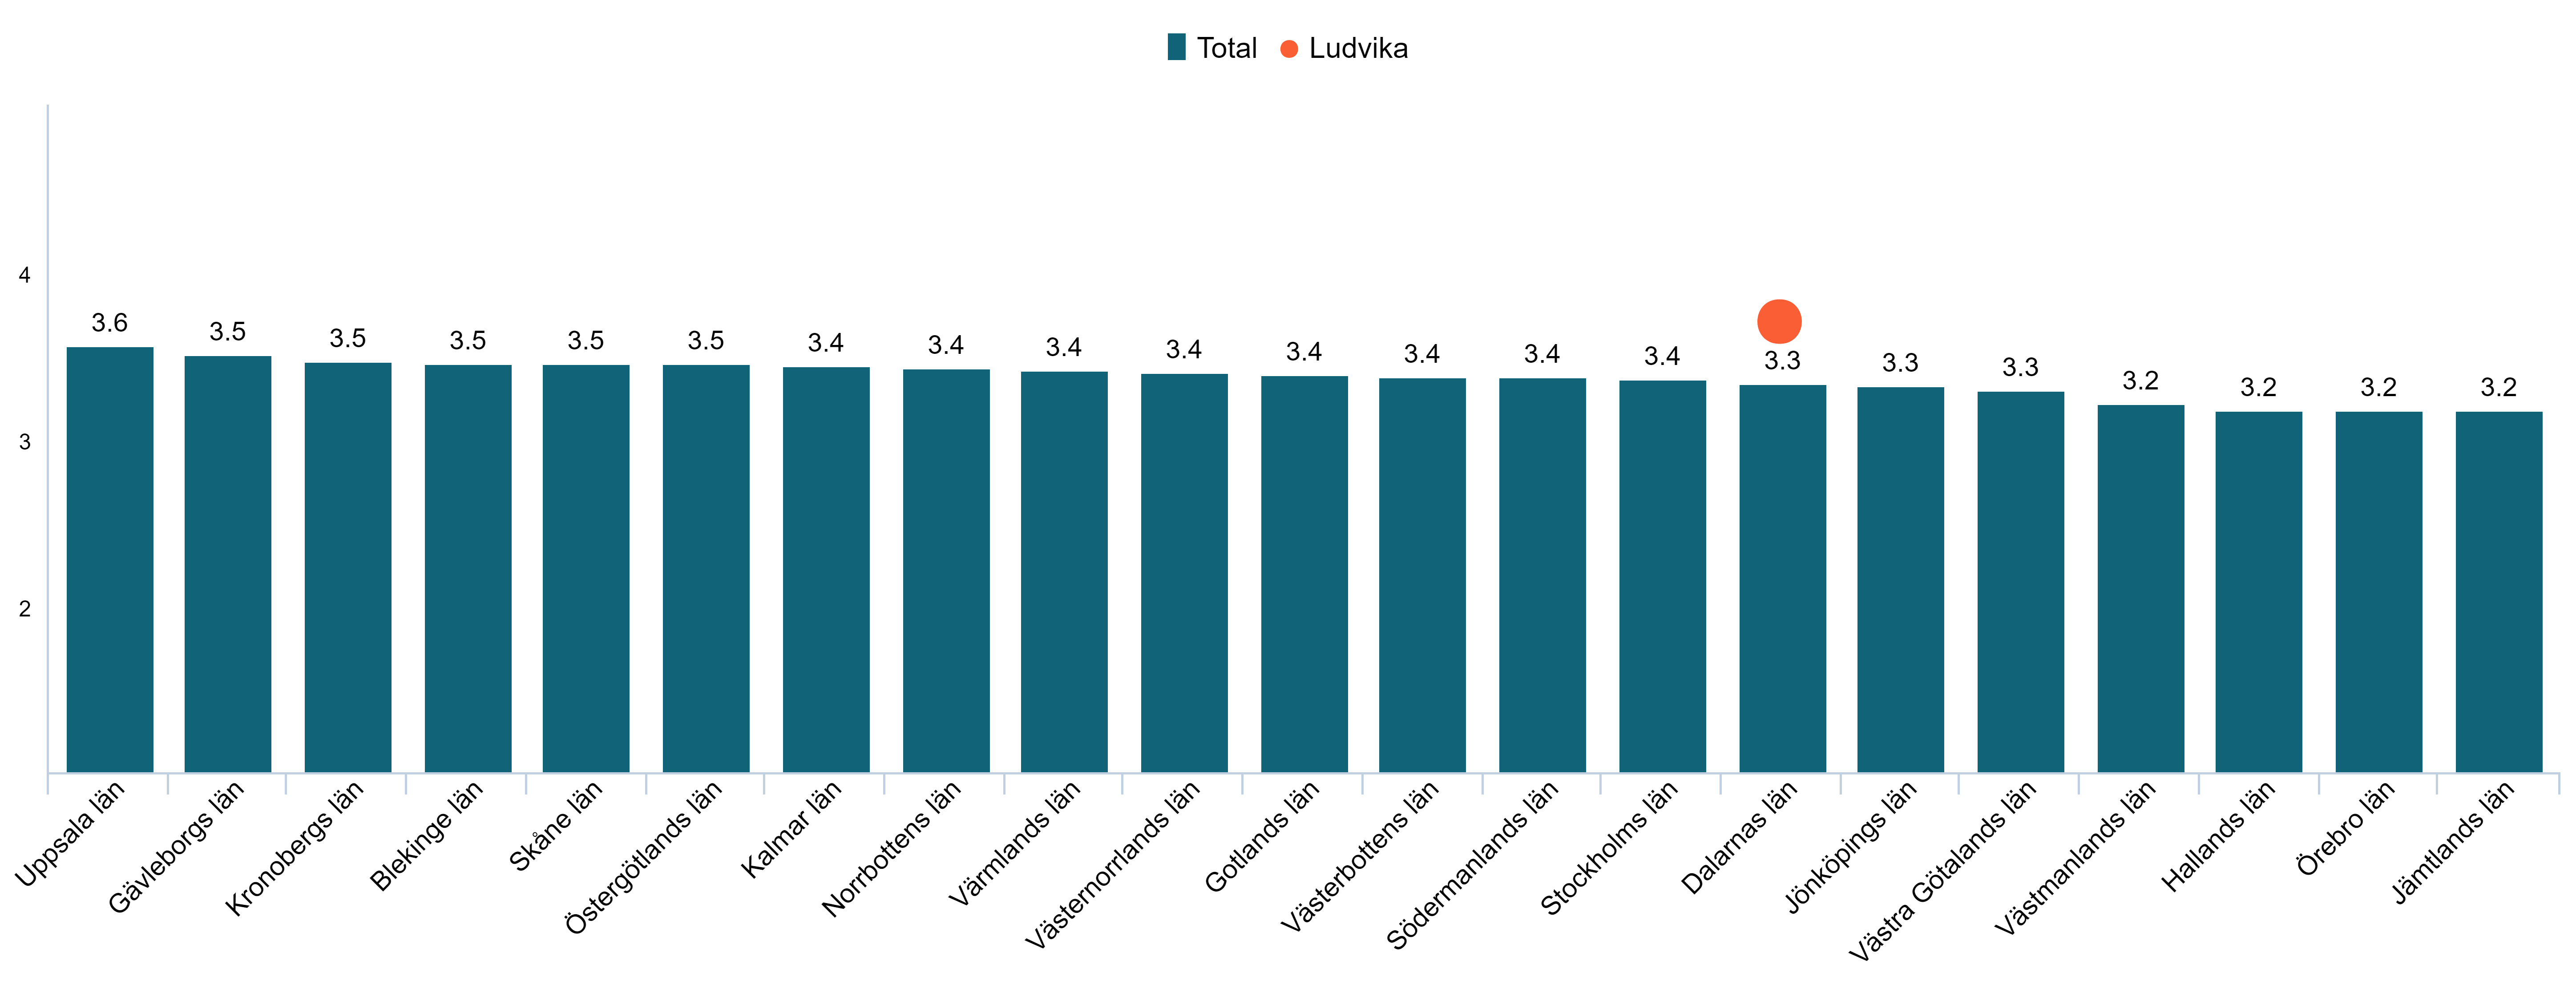 Total Ludvika
4
3
2
3.6 3.5 3.5 3.5 3.5 3.5 3.4 3.4 3.4 3.4 3.4 3.4 3.4 3.4 3.3 3.3 3.3 3.2 3.2 3.2 3.2
Uppsala län
Gävleborgs län
Kronobergs län
Blekinge län
Skåne län
Östergötlands län
Kalmar län
Norrbottens län
Värmlands län
Västernorrlands län
Gotlands län
Västerbottens län
Södermanlands län
Stockholms län
Dalarnas län
Jönköpings län
Västra Götalands län
Västmanlands län
Hallands län
Örebro län
Jämtlands län